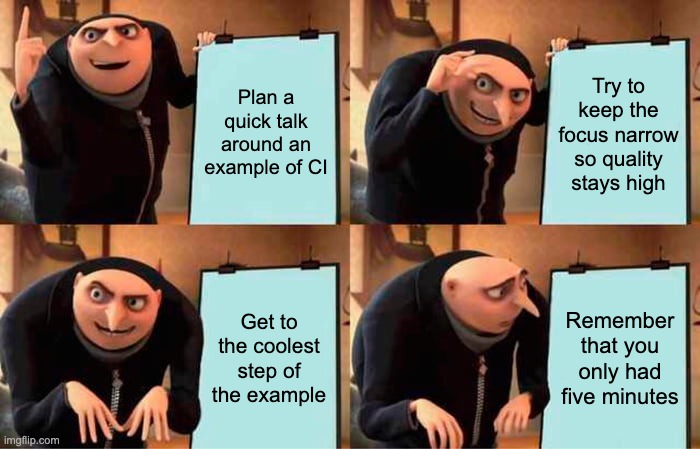 Plan a
quick talk
around an
example of CI
Try to
keep the
focus narrow
so quality
stays high
Get to
the coolest
step of
the example
Remember
that you
only had
five minutes
imgflip.com